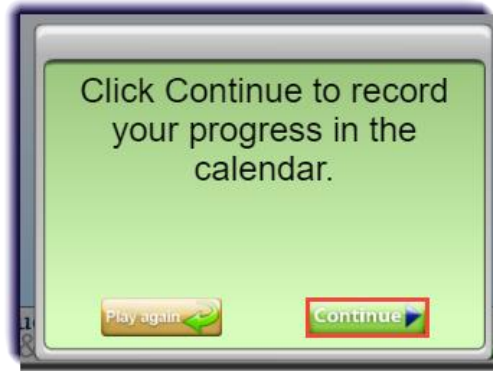 Click Continue to record
your progress in the
calendar.
Play again
Continue
&